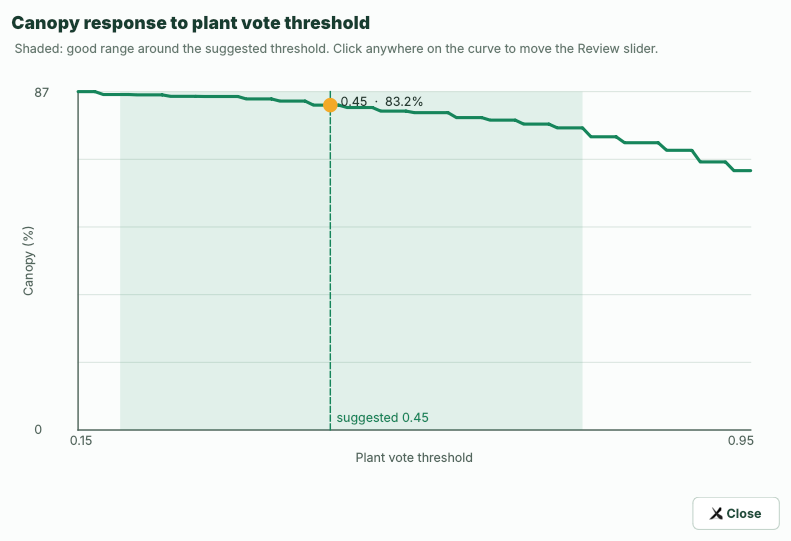 Canopy response to plant vote threshold
Shaded: good range around the suggested threshold. Click anywhere on the curve to move the Review slider.
87
0.45 · 83.2%
Canopy (%)
suggested 0.45
0
0.15
0.95
Plant vote threshold
Close